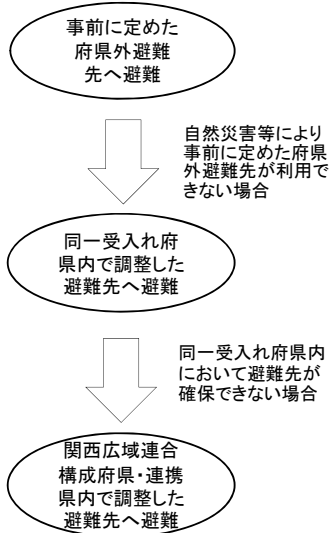 事前に定めた
府県外避難
先へ避難
自然災害等により
事前に定めた府県
外避難先が利用で
きない場合
同一受入れ府
県内で調整した
避難先へ避難
同一受入れ府県内
において避難先が
確保できない場合
関西広域連合
構成府県・連携
県内で調整した
避難先へ避難